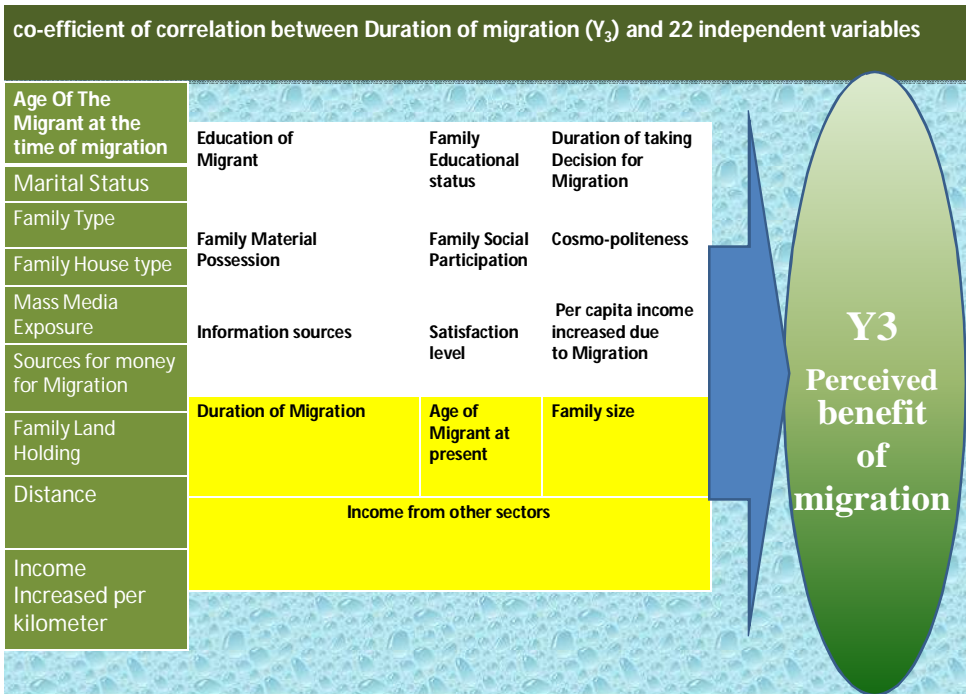 co-efficient of correlation between Duration of migration (Y₃) and 22 independent variables
Age Of The
Migrant at the
time of migration
Marital Status
Family Type
Family House type
Mass Media
Exposure
Sources for money
for Migration
Family Land
Holding
Distance
Income
Increased per
kilometer
Education of
Migrant
Family
Educational
status
Duration of taking
Decision for
Migration
Family Material
Possession
Family Social
Participation
Cosmo-politeness
Information sources
Satisfaction
level
Per capita income
increased due
to Migration
Duration of Migration
Age of
Migrant at
present
Family size
Income from other sectors
Y3
Perceived
benefit
of
migration